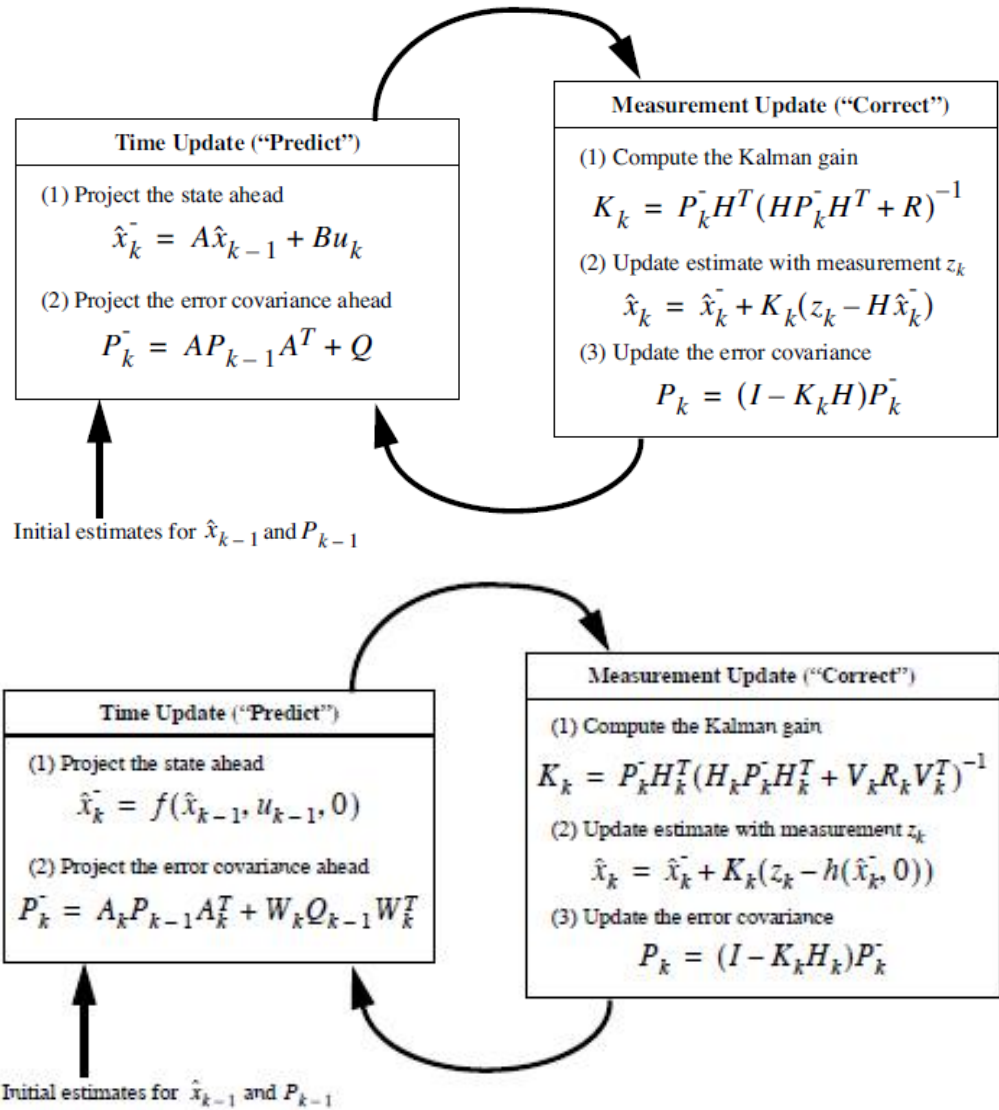 Time Update (“Predict”)
(1) Project the state ahead
x̂ₖ⁻ = Ax̂ₖ₋₁ + Buₖ
(2) Project the error covariance ahead
Pₖ⁻ = APₖ₋₁Aᵀ + Q
Initial estimates for x̂ₖ₋₁ and Pₖ₋₁
Measurement Update (“Correct”)
(1) Compute the Kalman gain
Kₖ = Pₖ⁻Hᵀ(HPₖ⁻Hᵀ + R)⁻¹
(2) Update estimate with measurement zₖ
x̂ₖ = x̂ₖ⁻ + Kₖ(zₖ – Hx̂ₖ⁻)
(3) Update the error covariance
Pₖ = (I – KₖH)Pₖ⁻
Time Update (“Predict”)
(1) Project the state ahead
x̂ₖ⁻ = f(x̂ₖ₋₁, uₖ₋₁, 0)
(2) Project the error covariance ahead
Pₖ⁻ = AₖPₖ₋₁Aₖᵀ + WₖQₖ₋₁Wₖᵀ
Initial estimates for x̂ₖ₋₁ and Pₖ₋₁
Measurement Update (“Correct”)
(1) Compute the Kalman gain
Kₖ = Pₖ⁻Hₖᵀ(HₖPₖ⁻Hₖᵀ + VₖRₖVₖᵀ)⁻¹
(2) Update estimate with measurement zₖ
x̂ₖ = x̂ₖ⁻ + Kₖ(zₖ – h(x̂ₖ⁻, 0))
(3) Update the error covariance
Pₖ = (I – KₖHₖ)Pₖ⁻